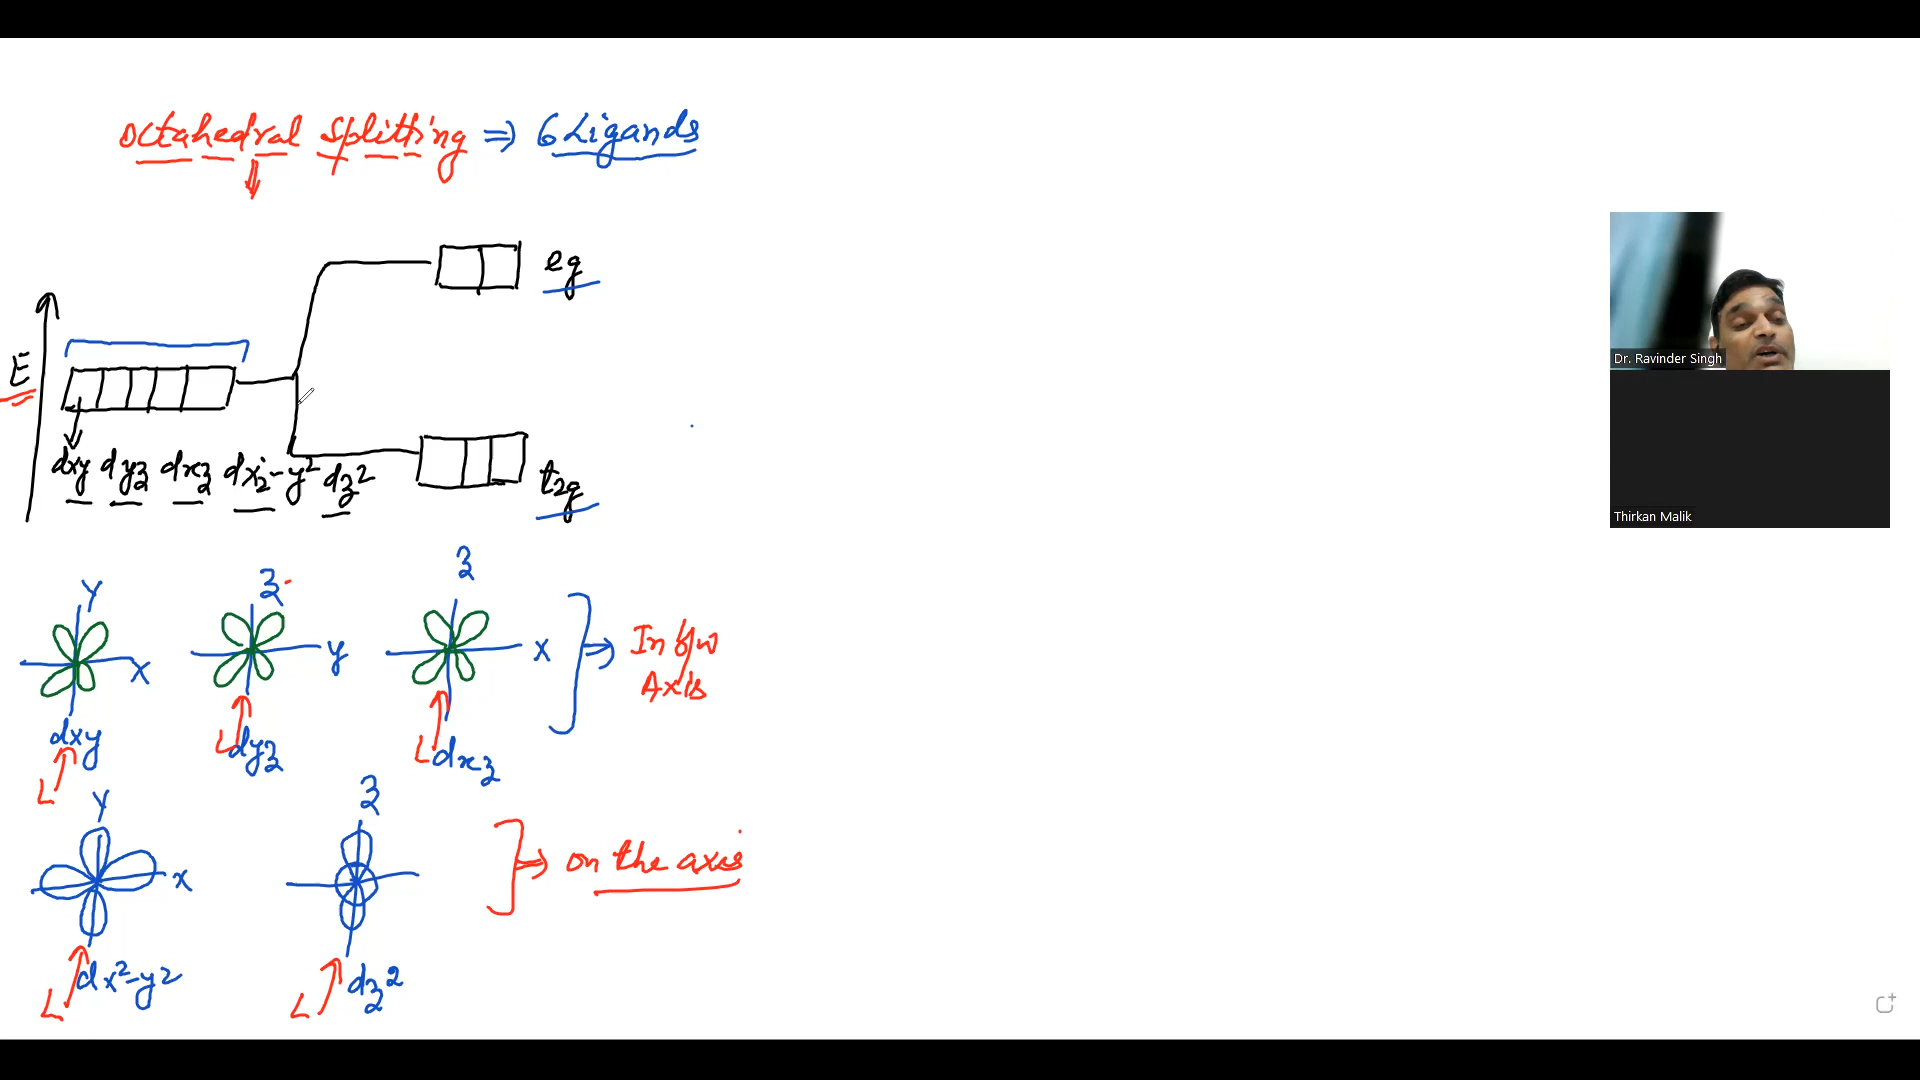 octahedral splitting ⇒ 6 Ligands
eg
E
dxy dyz dxz dx²-y² dz²
t₂g
Y
X
dxy
L
z
y
dyz
L
z
X
dxz
L
In b/w
Axis
Y
X
dx²-y²
L
z
dz²
L
on the axis
Dr. Ravinder Singh
Thirkan Malik